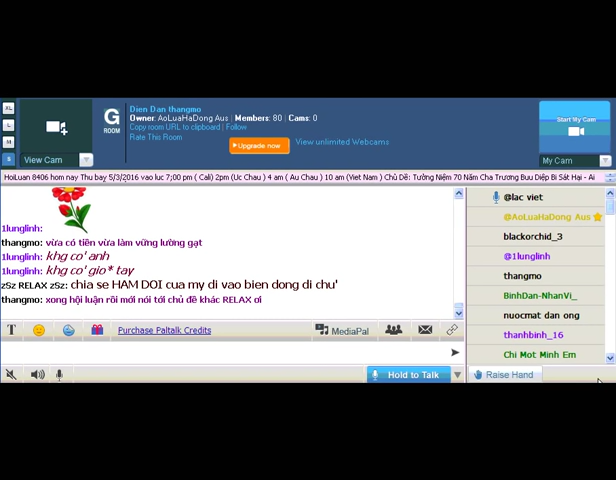 XL
L
M
S
View Cam
G
ROOM
Dien Dan thangmo
Owner: AoLuaHaDong Aus | Members: 80 | Cams: 0
Copy room URL to clipboard | Follow
Rate This Room
Upgrade now
View unlimited Webcams
Start My Cam
My Cam
HoiLuan 8406 hom nay Thu bay 5/3/2016 vao luc 7;00 pm ( Cali) 2pm (Uc Chau ) 4 am ( Au Chau ) 10 am (Viet Nam ) Chủ Đề: Tường Niệm 70 Năm Cha Trương Buu Diệp Bi Sát Hại - Ai
1lunglinh:
thangmo: vừa có tiền vừa làm vững lường gạt
1lunglinh: khg co' anh
1lunglinh: khg co' gio* tay
zSz RELAX zSz: chia se HAM DOI cua my di vao bien dong di chu'
thangmo: xong hội luận rồi mới nói tới chủ đề khác RELAX ơi
T
Purchase Paltalk Credits
MediaPal
Hold to Talk
@lac viet
@AoLuaHaDong Aus
blackorchid_3
@1lunglinh
thangmo
BinhDan-NhanVi_
nuocmat dan ong
thanhbinh_16
Chi Mot Minh Em
Raise Hand